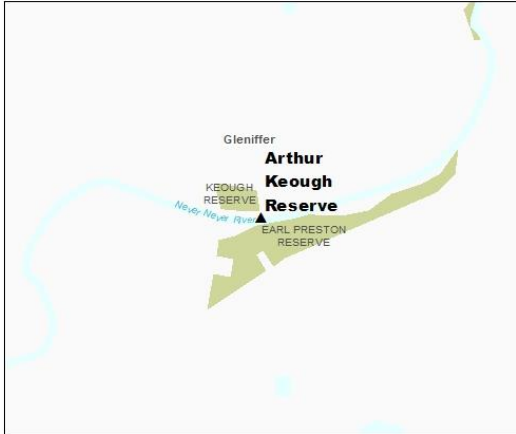 Gleniffer
Arthur
Keough
Reserve
KEOUGH
RESERVE
Never Never River
EARL PRESTON
RESERVE